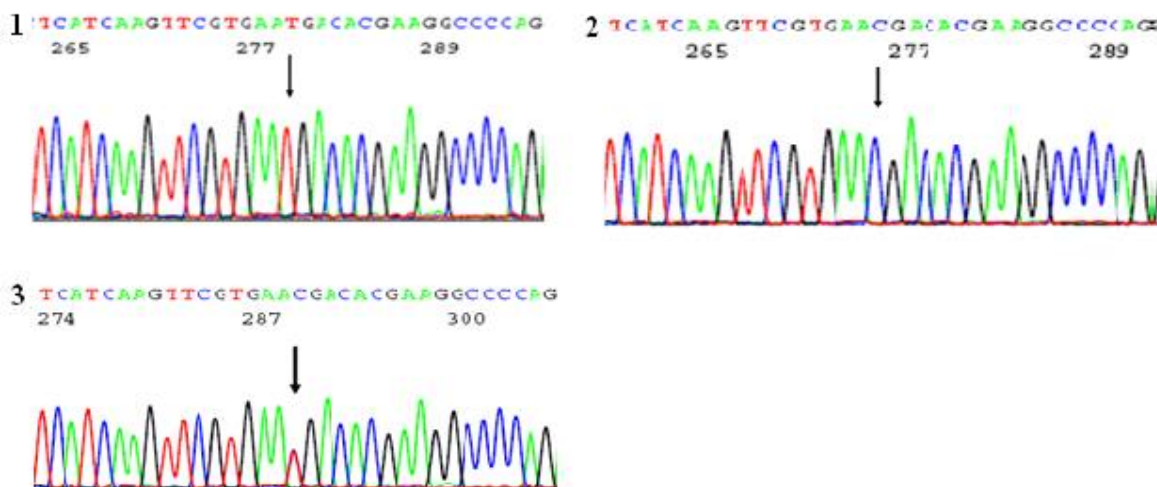 1 TCATCAAGTTCGTGAATGACACGAAGGCCCCAG
265 277 289
2 TCATCAAGTTCGTGAACGACACGAAGGCCCCAG
265 277 289
3 TCATCAAGTTCGTGAACGACACGAAGGCCCCAG
274 287 300